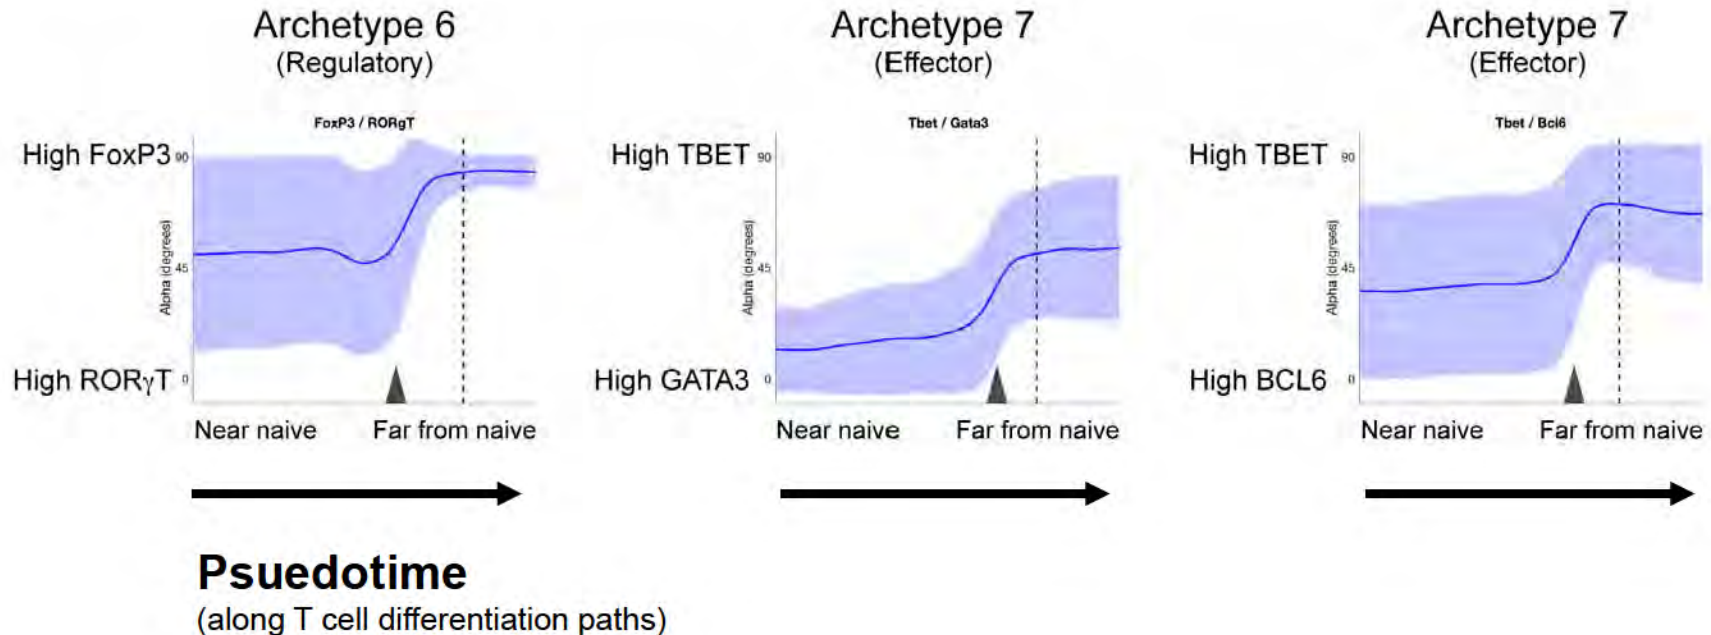 Archetype 6
(Regulatory)
FoxP3 / RORgT
High FoxP3
90
Alpha (degrees)
45
High RORγT
0
Near naive
Far from naive
Archetype 7
(Effector)
Tbet / Gata3
High TBET
90
Alpha (degrees)
45
High GATA3
0
Near naive
Far from naive
Archetype 7
(Effector)
Tbet / Bcl6
High TBET
90
Alpha (degrees)
45
High BCL6
0
Near naive
Far from naive
Psuedotime
(along T cell differentiation paths)